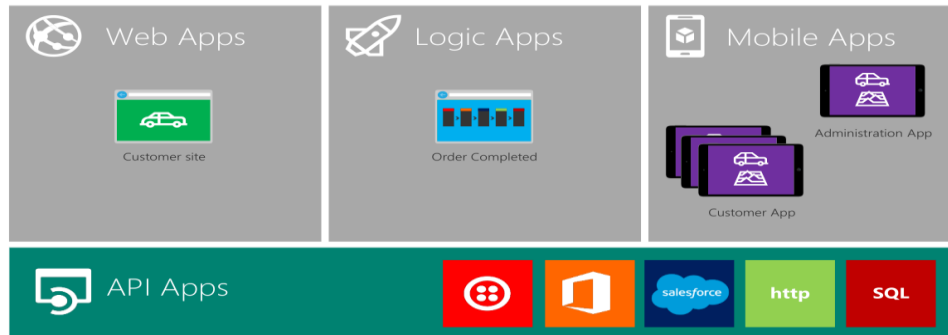 Web Apps
Customer site
Logic Apps
Order Completed
Mobile Apps
Administration App
Customer App
API Apps
salesforce
http
SQL